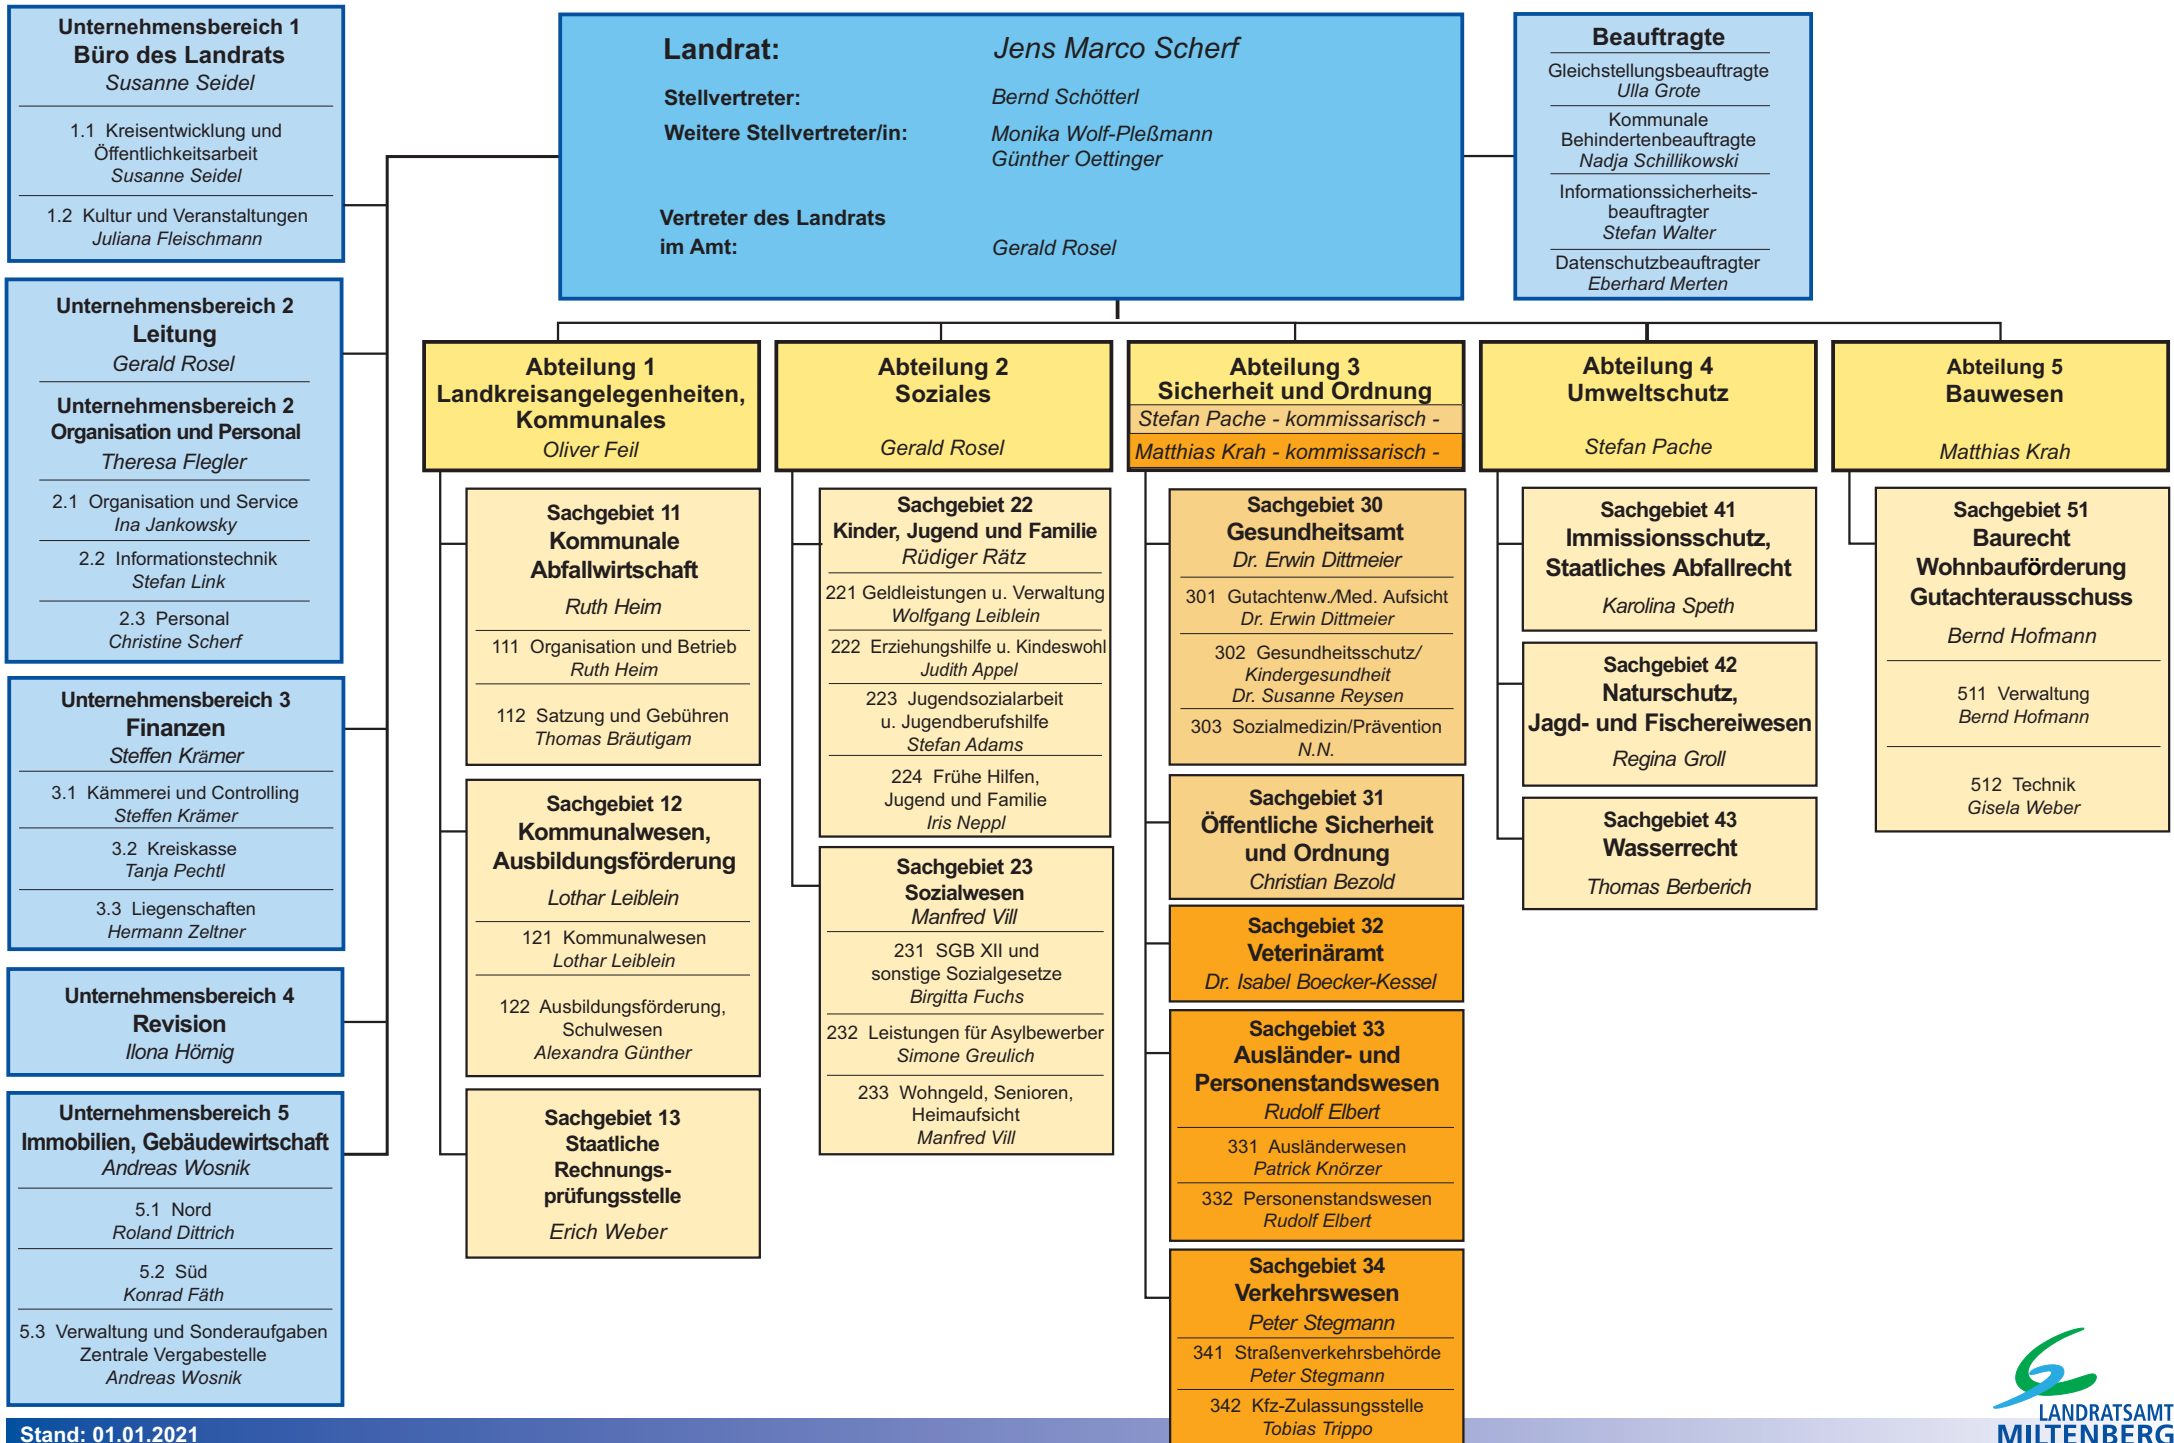 Unternehmensbereich 1
Büro des Landrats
Susanne Seidel
1.1 Kreisentwicklung und
Öffentlichkeitsarbeit
Susanne Seidel
1.2 Kultur und Veranstaltungen
Juliana Fleischmann
Unternehmensbereich 2
Leitung
Gerald Rosel
Unternehmensbereich 2
Organisation und Personal
Theresa Flegler
2.1 Organisation und Service
Ina Jankowsky
2.2 Informationstechnik
Stefan Link
2.3 Personal
Christine Scherf
Unternehmensbereich 3
Finanzen
Steffen Krämer
3.1 Kämmerei und Controlling
Steffen Krämer
3.2 Kreiskasse
Tanja Pechtl
3.3 Liegenschaften
Hermann Zeltner
Unternehmensbereich 4
Revision
Ilona Hörnig
Unternehmensbereich 5
Immobilien, Gebäudewirtschaft
Andreas Wosnik
5.1 Nord
Roland Dittrich
5.2 Süd
Konrad Fäth
5.3 Verwaltung und Sonderaufgaben
Zentrale Vergabestelle
Andreas Wosnik
Landrat: Jens Marco Scherf
Stellvertreter: Bernd Schötterl
Weitere Stellvertreter/in: Monika Wolf-Pleßmann
Günther Oettinger
Vertreter des Landrats
im Amt: Gerald Rosel
Beauftragte
Gleichstellungsbeauftragte
Ulla Grote
Kommunale
Behindertenbeauftragte
Nadja Schillikowski
Informationssicherheits-
beauftragter
Stefan Walter
Datenschutzbeauftragter
Eberhard Merten
Abteilung 1
Landkreisangelegenheiten,
Kommunales
Oliver Feil
Sachgebiet 11
Kommunale
Abfallwirtschaft
Ruth Heim
111 Organisation und Betrieb
Ruth Heim
112 Satzung und Gebühren
Thomas Bräutigam
Sachgebiet 12
Kommunalwesen,
Ausbildungsförderung
Lothar Leiblein
121 Kommunalwesen
Lothar Leiblein
122 Ausbildungsförderung,
Schulwesen
Alexandra Günther
Sachgebiet 13
Staatliche
Rechnungs-
prüfungsstelle
Erich Weber
Abteilung 2
Soziales
Gerald Rosel
Sachgebiet 22
Kinder, Jugend und Familie
Rüdiger Rätz
221 Geldleistungen u. Verwaltung
Wolfgang Leiblein
222 Erziehungshilfe u. Kindeswohl
Judith Appel
223 Jugendsozialarbeit
u. Jugendberufshilfe
Stefan Adams
224 Frühe Hilfen,
Jugend und Familie
Iris Neppl
Sachgebiet 23
Sozialwesen
Manfred Vill
231 SGB XII und
sonstige Sozialgesetze
Birgitta Fuchs
232 Leistungen für Asylbewerber
Simone Greulich
233 Wohngeld, Senioren,
Heimaufsicht
Manfred Vill
Abteilung 3
Sicherheit und Ordnung
Stefan Pache - kommissarisch -
Matthias Krah - kommissarisch -
Sachgebiet 30
Gesundheitsamt
Dr. Erwin Dittmeier
301 Gutachtenw./Med. Aufsicht
Dr. Erwin Dittmeier
302 Gesundheitsschutz/
Kindergesundheit
Dr. Susanne Reysen
303 Sozialmedizin/Prävention
N.N.
Sachgebiet 31
Öffentliche Sicherheit
und Ordnung
Christian Bezold
Sachgebiet 32
Veterinäramt
Dr. Isabel Boecker-Kessel
Sachgebiet 33
Ausländer- und
Personenstandswesen
Rudolf Elbert
331 Ausländerwesen
Patrick Knörzer
332 Personenstandswesen
Rudolf Elbert
Sachgebiet 34
Verkehrswesen
Peter Stegmann
341 Straßenverkehrsbehörde
Peter Stegmann
342 Kfz-Zulassungsstelle
Tobias Trippo
Abteilung 4
Umweltschutz
Stefan Pache
Sachgebiet 41
Immissionsschutz,
Staatliches Abfallrecht
Karolina Speth
Sachgebiet 42
Naturschutz,
Jagd- und Fischereiwesen
Regina Groll
Sachgebiet 43
Wasserrecht
Thomas Berberich
Abteilung 5
Bauwesen
Matthias Krah
Sachgebiet 51
Baurecht
Wohnbauförderung
Gutachterausschuss
Bernd Hofmann
511 Verwaltung
Bernd Hofmann
512 Technik
Gisela Weber
Stand: 01.01.2021
LANDRATSAMT
MILTENBERG